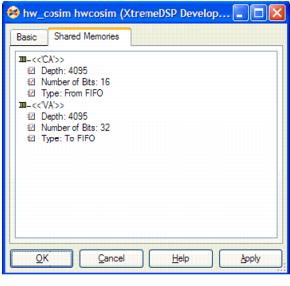 hw_cosim hwcosim (XtremeDSP Develop...
Basic
Shared Memories
<<'CA'>>
Depth: 4095
Number of Bits: 16
Type: From FIFO
<<'VA'>>
Depth: 4095
Number of Bits: 32
Type: To FIFO
OK
Cancel
Help
Apply